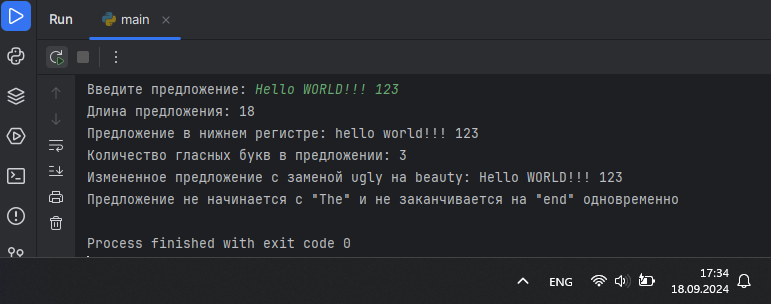 Run main
Введите предложение: Hello WORLD!!! 123
Длина предложения: 18
Предложение в нижнем регистре: hello world!!! 123
Количество гласных букв в предложении: 3
Измененное предложение с заменой ugly на beauty: Hello WORLD!!! 123
Предложение не начинается с "The" и не заканчивается на "end" одновременно
Process finished with exit code 0
ENG 17:34
18.09.2024